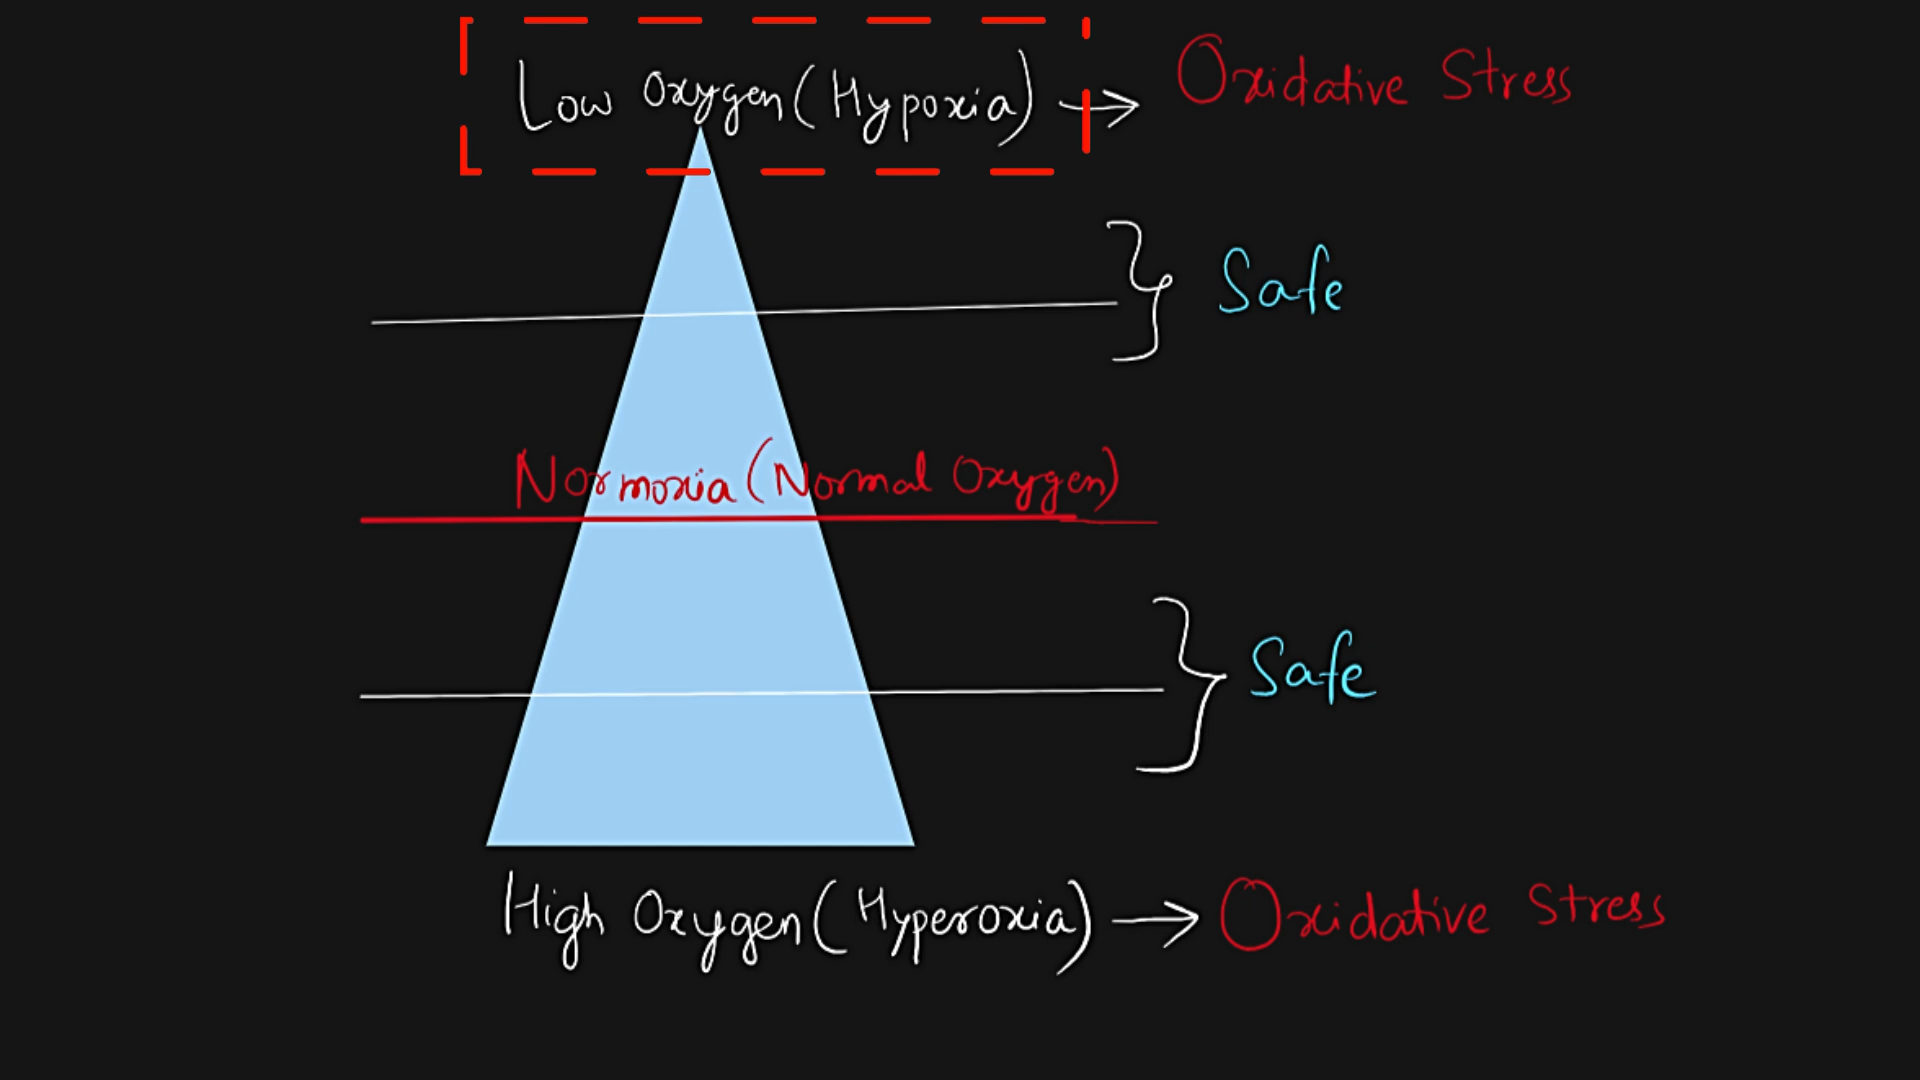 Low Oxygen (Hypoxia) → Oxidative Stress
Safe
Normoxia (Normal Oxygen)
Safe
High Oxygen (Hyperoxia) → Oxidative Stress